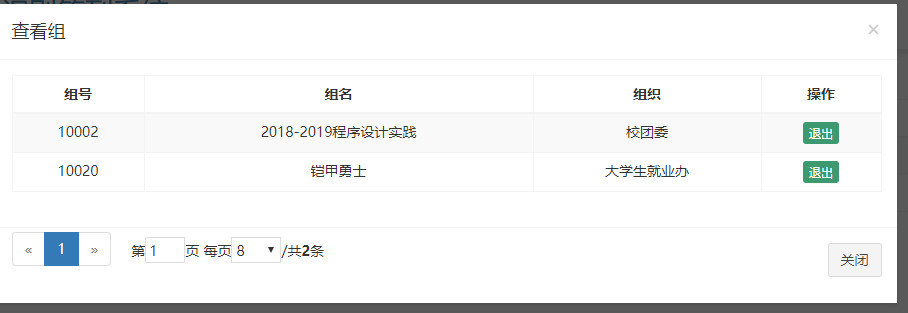 查看组 ×
组号 组名 组织 操作
10002 2018-2019程序设计实践 校团委 退出
10020 铠甲勇士 大学生就业办 退出
« 1 » 第1页 每页8/共2条
关闭